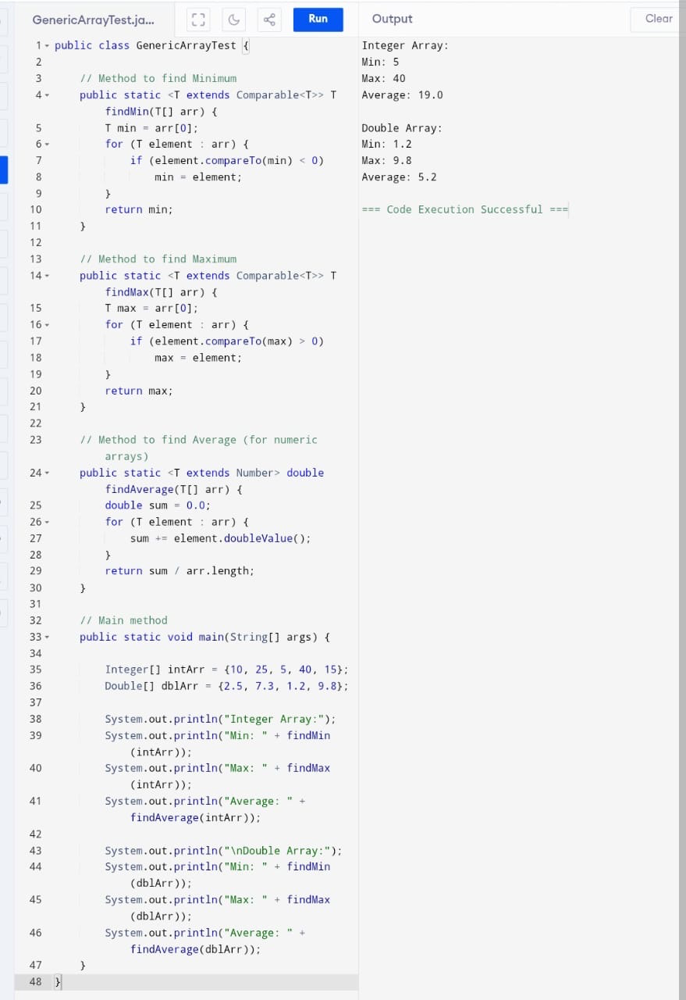 GenericArrayTest.ja...
Run
Output
Clear
1 public class GenericArrayTest {
2
3 // Method to find Minimum
4 public static <T extends Comparable<T>> T
findMin(T[] arr) {
5 T min = arr[0];
6 for (T element : arr) {
7 if (element.compareTo(min) < 0)
8 min = element;
9 }
10 return min;
11 }
12
13 // Method to find Maximum
14 public static <T extends Comparable<T>> T
findMax(T[] arr) {
15 T max = arr[0];
16 for (T element : arr) {
17 if (element.compareTo(max) > 0)
18 max = element;
19 }
20 return max;
21 }
22
23 // Method to find Average (for numeric
arrays)
24 public static <T extends Number> double
findAverage(T[] arr) {
25 double sum = 0.0;
26 for (T element : arr) {
27 sum += element.doubleValue();
28 }
29 return sum / arr.length;
30 }
31
32 // Main method
33 public static void main(String[] args) {
34
35 Integer[] intArr = {10, 25, 5, 40, 15};
36 Double[] dblArr = {2.5, 7.3, 1.2, 9.8};
37
38 System.out.println("Integer Array:");
39 System.out.println("Min: " + findMin
(intArr));
40 System.out.println("Max: " + findMax
(intArr));
41 System.out.println("Average: " +
findAverage(intArr));
42
43 System.out.println("\nDouble Array:");
44 System.out.println("Min: " + findMin
(dblArr));
45 System.out.println("Max: " + findMax
(dblArr));
46 System.out.println("Average: " +
findAverage(dblArr));
47 }
48 }
Integer Array:
Min: 5
Max: 40
Average: 19.0
Double Array:
Min: 1.2
Max: 9.8
Average: 5.2
=== Code Execution Successful ===